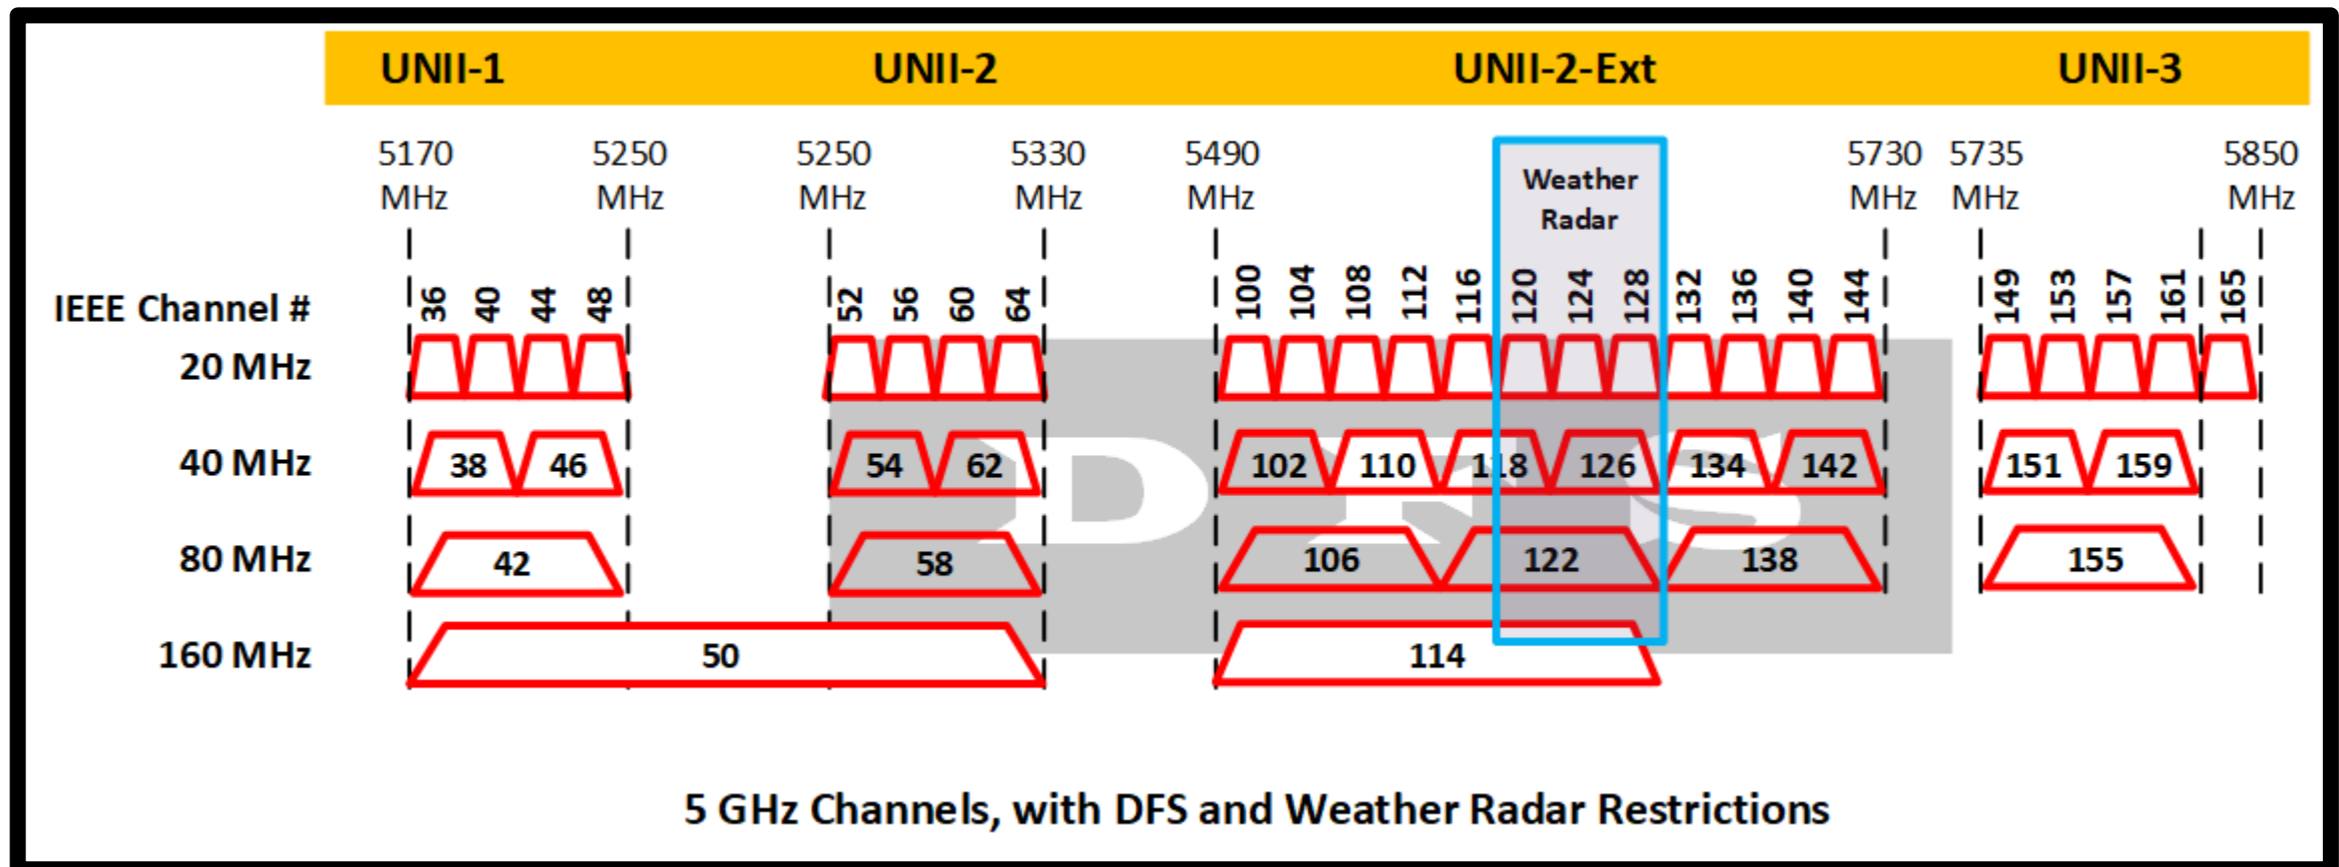 UNII-1 UNII-2 UNII-2-Ext UNII-3
5170 MHz 5250 MHz 5250 MHz 5330 MHz 5490 MHz Weather Radar 5730 MHz 5735 MHz 5850 MHz
IEEE Channel # 36 40 44 48 52 56 60 64 100 104 108 112 116 120 124 128 132 136 140 144 149 153 157 161 165
20 MHz
40 MHz 38 46 54 62 102 110 118 126 134 142 151 159
DFS
80 MHz 42 58 106 122 138 155
160 MHz 50 114
5 GHz Channels, with DFS and Weather Radar Restrictions